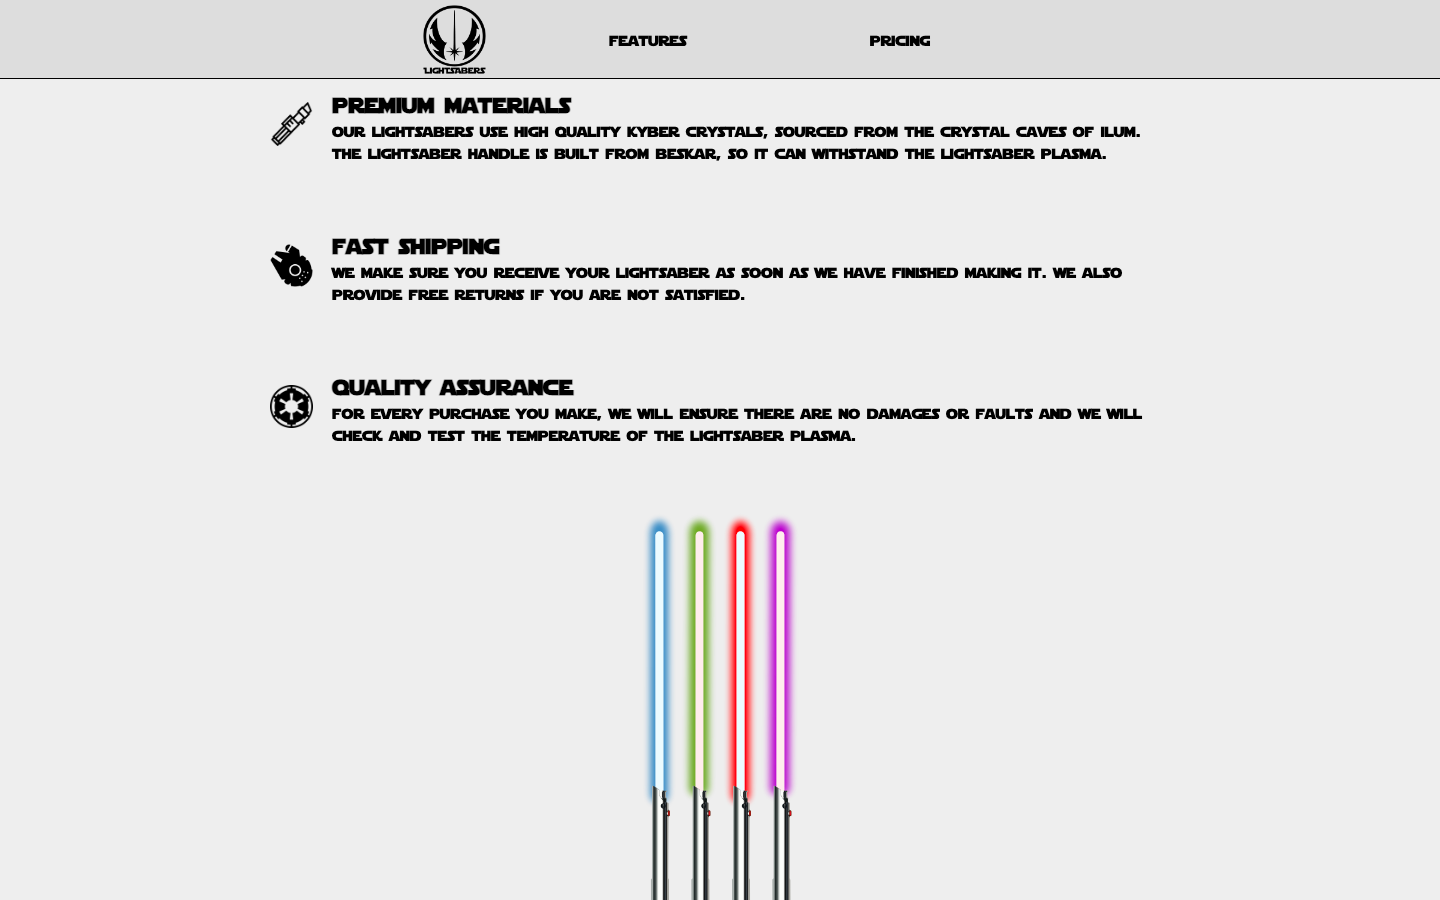 LIGHTSABERS
FEATURES
PRICING
PREMIUM MATERIALS
OUR LIGHTSABERS USE HIGH QUALITY KYBER CRYSTALS, SOURCED FROM THE CRYSTAL CAVES OF ILUM.
THE LIGHTSABER HANDLE IS BUILT FROM BESKAR, SO IT CAN WITHSTAND THE LIGHTSABER PLASMA.
FAST SHIPPING
WE MAKE SURE YOU RECEIVE YOUR LIGHTSABER AS SOON AS WE HAVE FINISHED MAKING IT. WE ALSO
PROVIDE FREE RETURNS IF YOU ARE NOT SATISFIED.
QUALITY ASSURANCE
FOR EVERY PURCHASE YOU MAKE, WE WILL ENSURE THERE ARE NO DAMAGES OR FAULTS AND WE WILL
CHECK AND TEST THE TEMPERATURE OF THE LIGHTSABER PLASMA.